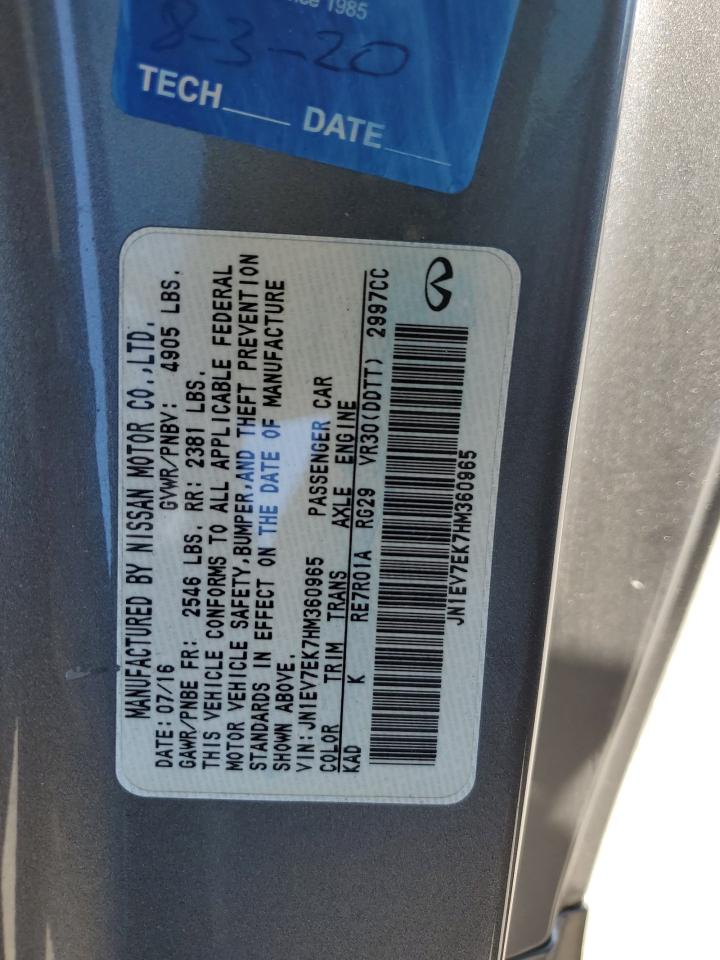 since 1985
8-3-20
TECH____ DATE____
MANUFACTURED BY NISSAN MOTOR CO.,LTD.
DATE: 07/16 GVWR/PNBV: 4905 LBS.
GAWR/PNBE FR: 2546 LBS. RR: 2381 LBS.
THIS VEHICLE CONFORMS TO ALL APPLICABLE FEDERAL
MOTOR VEHICLE SAFETY,BUMPER,AND THEFT PREVENTION
STANDARDS IN EFFECT ON THE DATE OF MANUFACTURE
SHOWN ABOVE.
VIN:JN1EV7EK7HM360965 PASSENGER CAR
COLOR TRIM TRANS AXLE ENGINE
KAD K RE7R01A RG29 VR30(DDTT) 2997CC
JN1EV7EK7HM360965